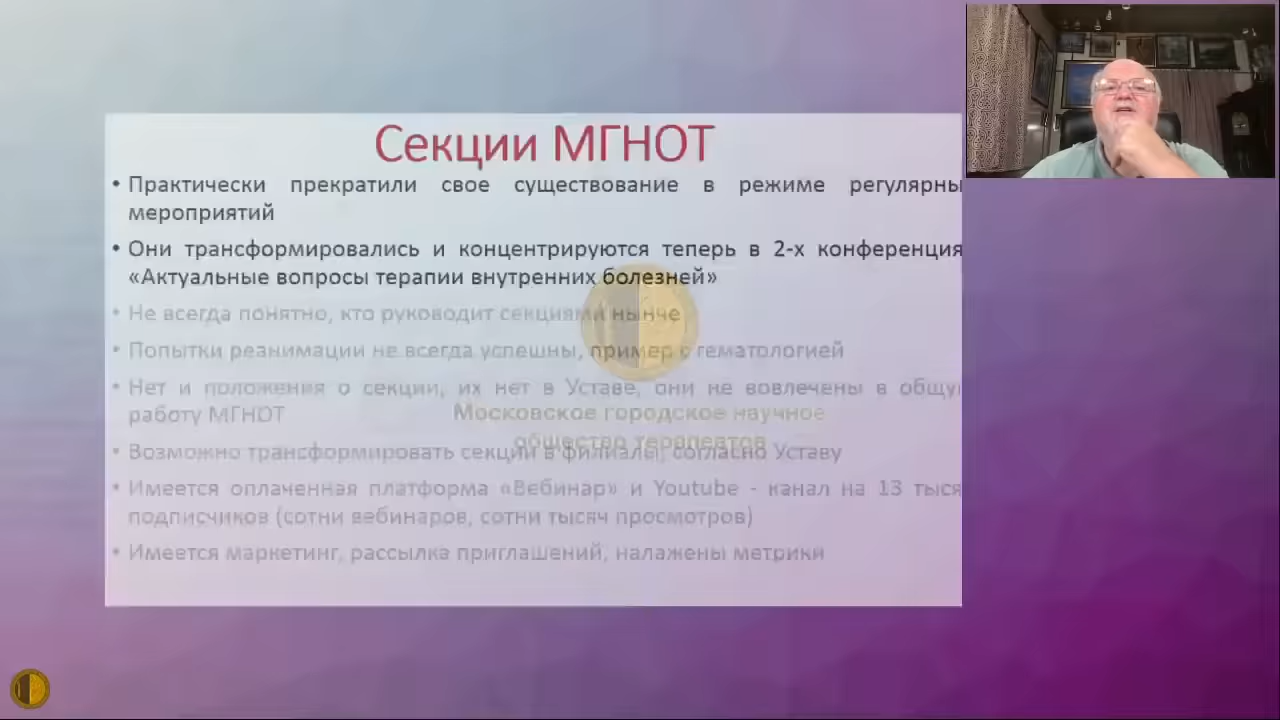 Секции МГНОТ
• Практически прекратили свое существование в режиме регулярны
мероприятий
• Они трансформировались и концентрируются теперь в 2-х конференция
«Актуальные вопросы терапии внутренних болезней»
• Не всегда понятно, кто руководит секциями нынче
• Попытки реанимации не всегда успешны, пример с гематологией
• Нет и положения о секции, их нет в Уставе, они не вовлечены в общу
работу МГНОТ
Московское городское научное
общество терапевтов
• Возможно трансформировать секции в филиалы, согласно Уставу
• Имеется оплаченная платформа «Вебинар» и Youtube - канал на 13 тыся
подписчиков (сотни вебинаров, сотни тысяч просмотров)
• Имеется маркетинг, рассылка приглашений, налажены метрики